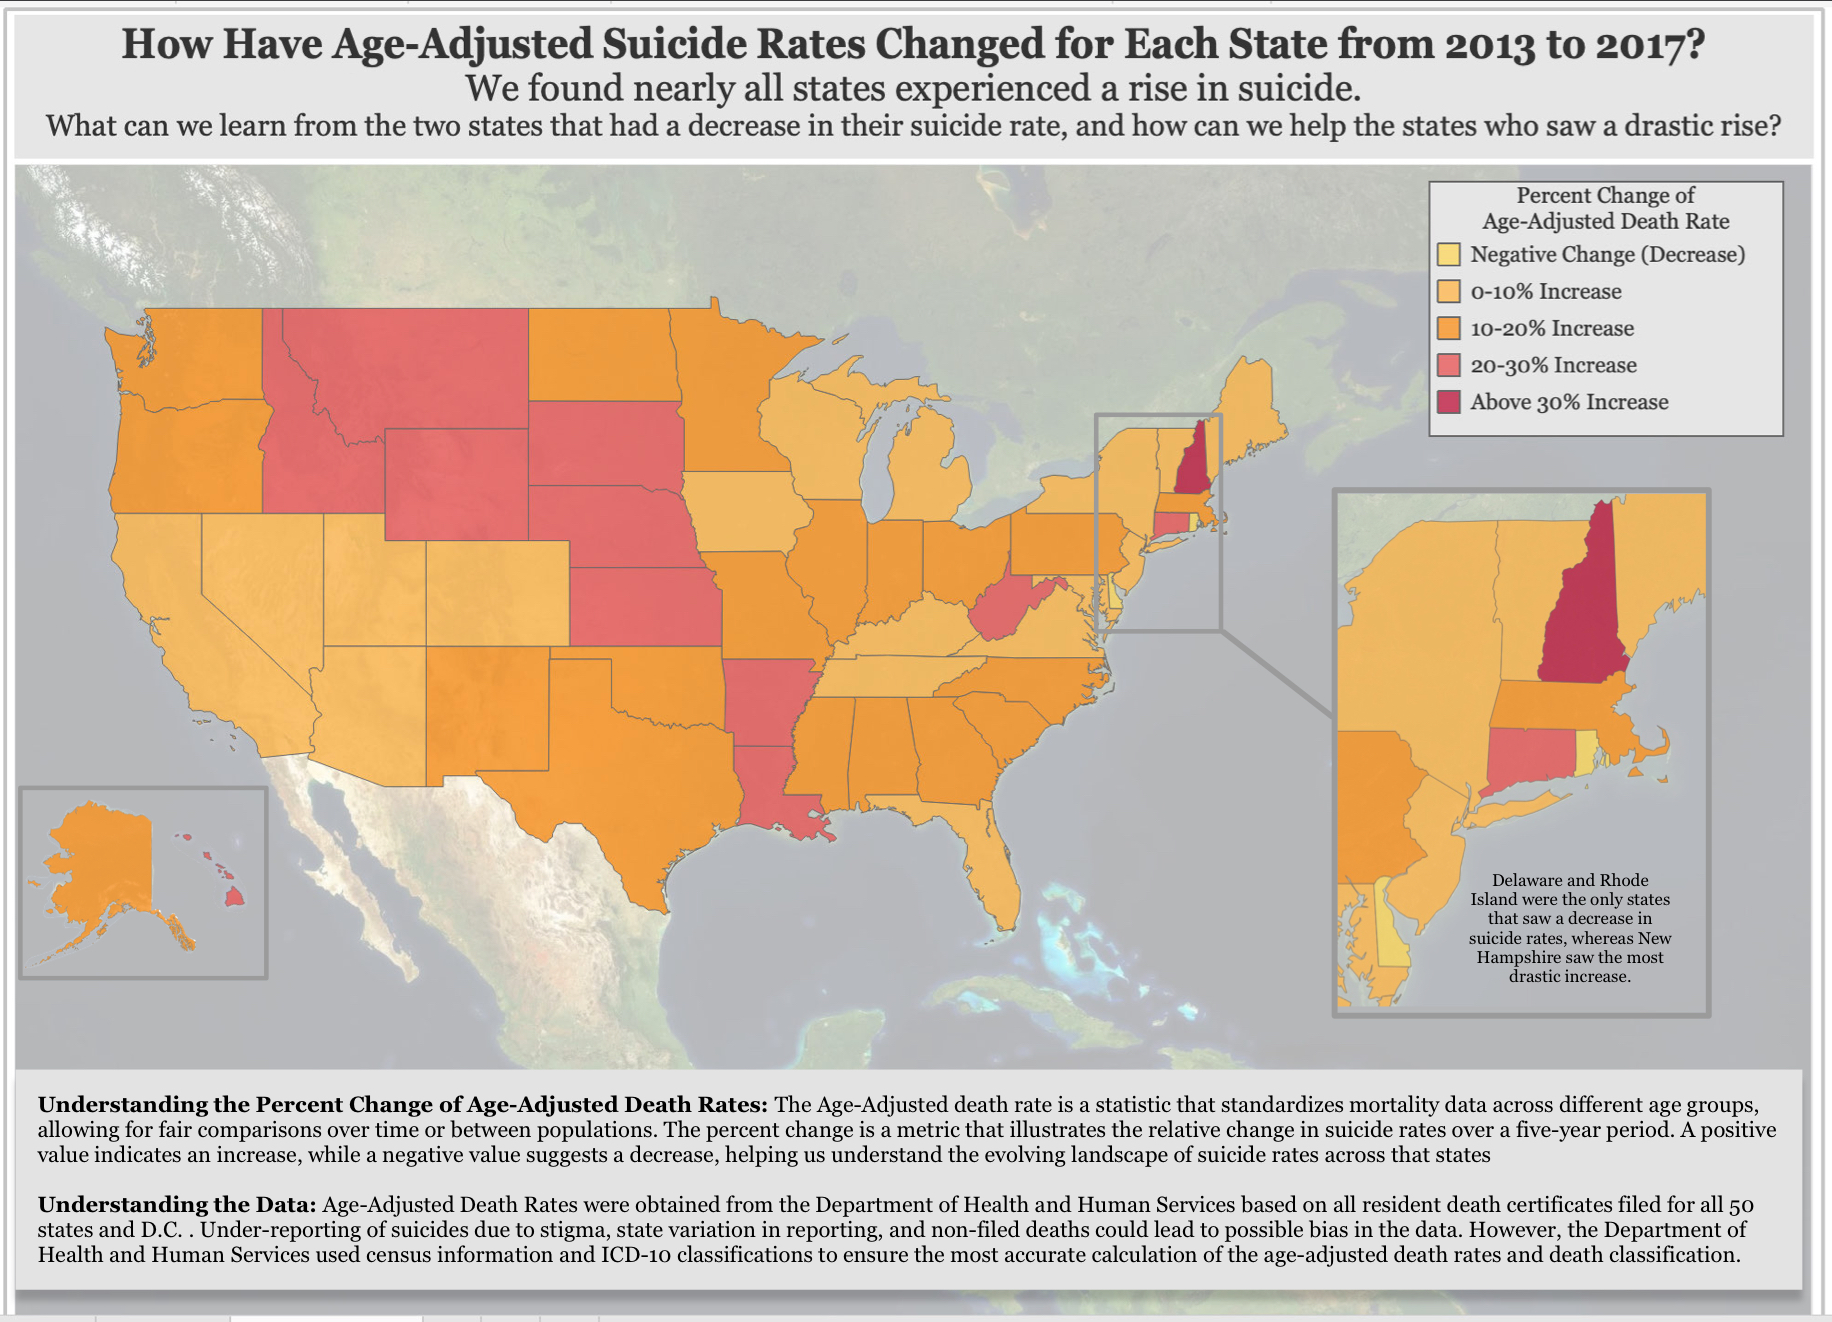 How Have Age-Adjusted Suicide Rates Changed for Each State from 2013 to 2017?
We found nearly all states experienced a rise in suicide.
What can we learn from the two states that had a decrease in their suicide rate, and how can we help the states who saw a drastic rise?
Percent Change of
Age-Adjusted Death Rate
Negative Change (Decrease)
0-10% Increase
10-20% Increase
20-30% Increase
Above 30% Increase
Delaware and Rhode
Island were the only states
that saw a decrease in
suicide rates, whereas New
Hampshire saw the most
drastic increase.
Understanding the Percent Change of Age-Adjusted Death Rates: The Age-Adjusted death rate is a statistic that standardizes mortality data across different age groups,
allowing for fair comparisons over time or between populations. The percent change is a metric that illustrates the relative change in suicide rates over a five-year period. A positive
value indicates an increase, while a negative value suggests a decrease, helping us understand the evolving landscape of suicide rates across that states
Understanding the Data: Age-Adjusted Death Rates were obtained from the Department of Health and Human Services based on all resident death certificates filed for all 50
states and D.C. . Under-reporting of suicides due to stigma, state variation in reporting, and non-filed deaths could lead to possible bias in the data. However, the Department of
Health and Human Services used census information and ICD-10 classifications to ensure the most accurate calculation of the age-adjusted death rates and death classification.